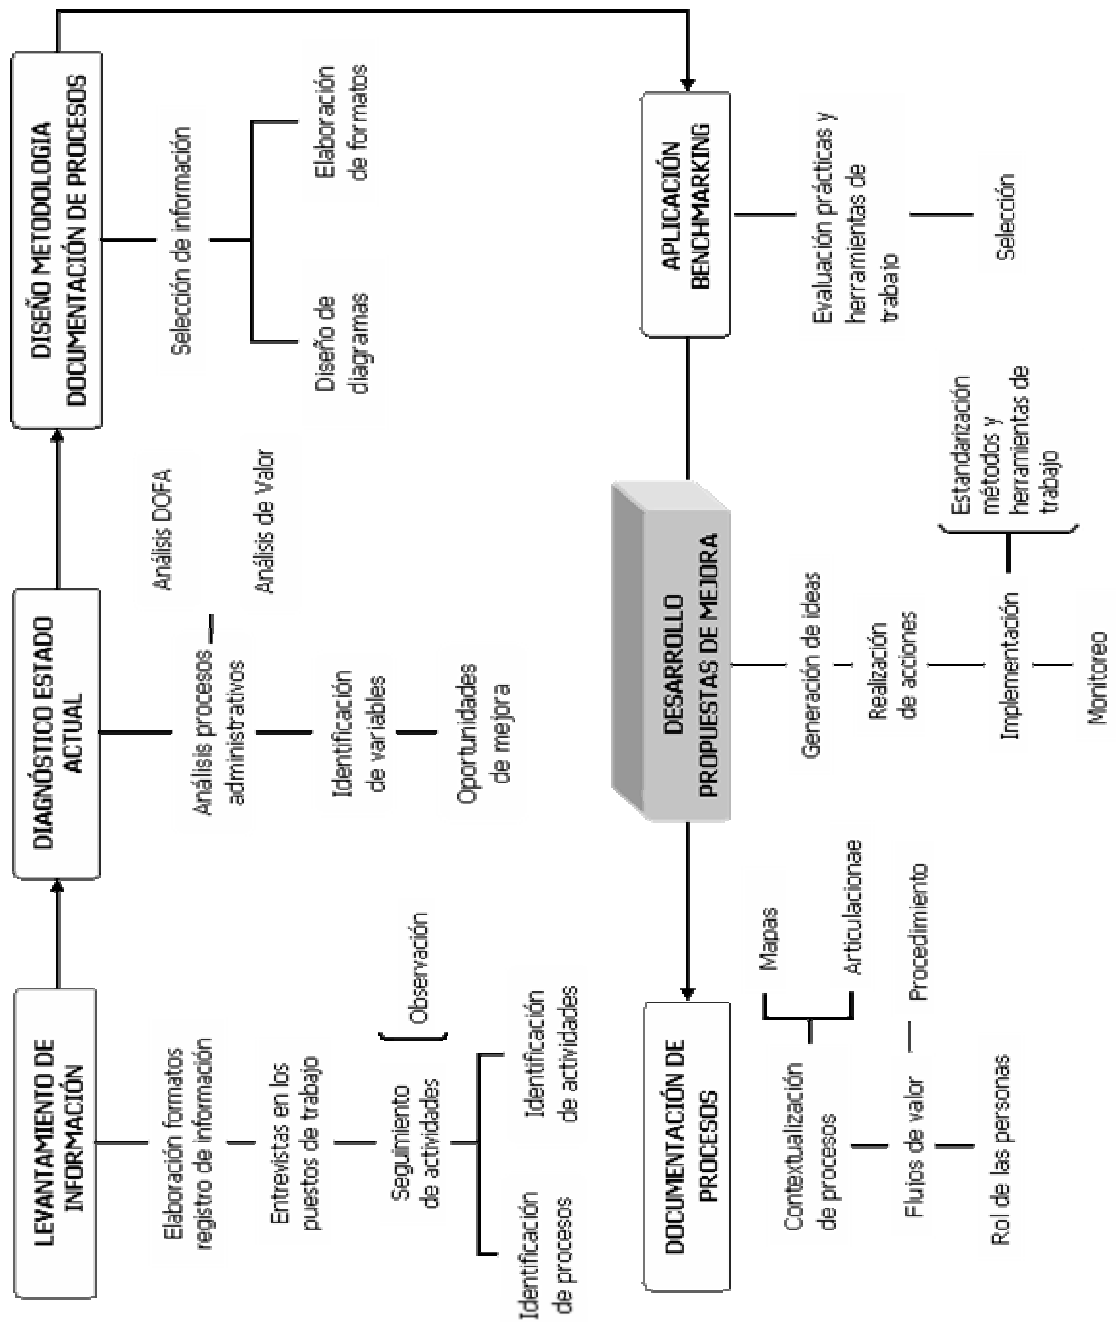 LEVANTAMIENTO DE
INFORMACIÓN
Elaboración formatos
registro de información
Entrevistas en los
puestos de trabajo
Seguimiento
de actividades
Observación
Identificación
de procesos
Identificación
de actividades
DIAGNÓSTICO ESTADO
ACTUAL
Análisis procesos
administrativos
Análisis DOFA
Análisis de Valor
Identificación
de variables
Oportunidades
de mejora
DISEÑO METODOLOGIA
DOCUMENTACIÓN DE PROCESOS
Selección de información
Diseño de
diagramas
Elaboración
de formatos
APLICACIÓN
BENCHMARKING
Evaluación prácticas y
herramientas de
trabajo
Selección
DESARROLLO
PROPUESTAS DE MEJORA
Generación de ideas
Realización
de acciones
Implementación
Estandarización
métodos y
herramientas de
trabajo
Monitoreo
DOCUMENTACIÓN DE
PROCESOS
Contextualización
de procesos
Mapas
Articulacionae
Flujos de valor
Procedimiento
Rol de las personas